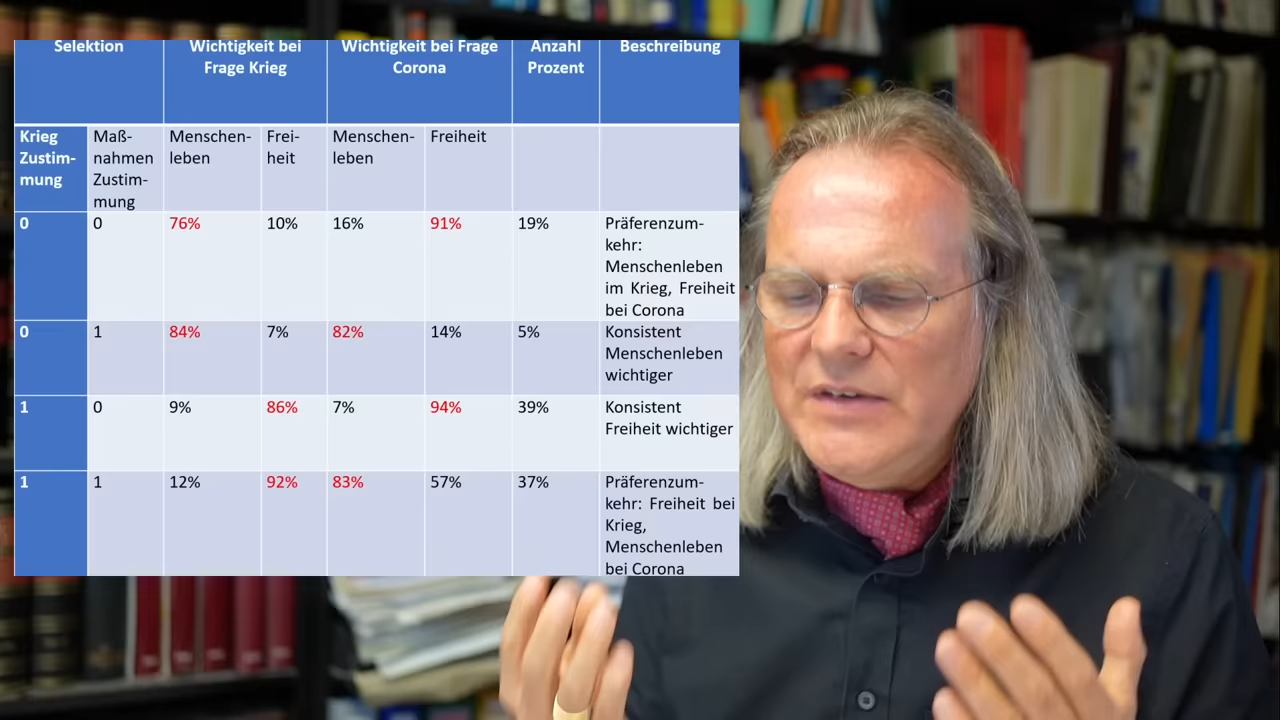 Selektion
Wichtigkeit bei
Frage Krieg
Wichtigkeit bei Frage
Corona
Anzahl
Prozent
Beschreibung
Krieg
Zustim-
mung
Maß-
nahmen
Zustim-
mung
Menschen-
leben
Frei-
heit
Menschen-
leben
Freiheit
0
0
76%
10%
16%
91%
19%
Präferenzum-
kehr:
Menschenleben
im Krieg, Freiheit
bei Corona
0
1
84%
7%
82%
14%
5%
Konsistent
Menschenleben
wichtiger
1
0
9%
86%
7%
94%
39%
Konsistent
Freiheit wichtiger
1
1
12%
92%
83%
57%
37%
Präferenzum-
kehr: Freiheit bei
Krieg,
Menschenleben
bei Corona